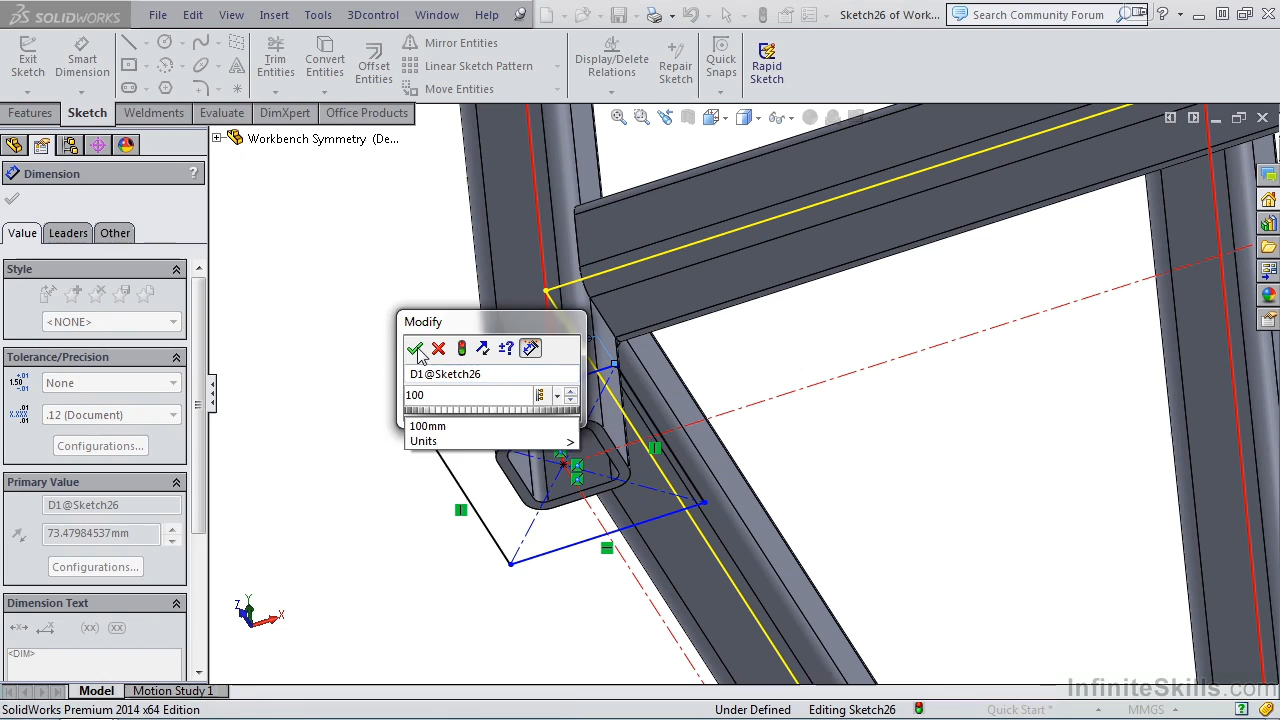 SOLIDWORKS File Edit View Insert Tools 3Dcontrol Window Help Sketch26 of Work... Search Community Forum
Exit Sketch
Smart Dimension
Trim Entities
Convert Entities
Offset Entities
Mirror Entities
Linear Sketch Pattern
Move Entities
Display/Delete Relations
Repair Sketch
Quick Snaps
Rapid Sketch
Features Sketch Weldments Evaluate DimXpert Office Products
Workbench Symmetry (De...
Dimension ?
Value Leaders Other
Style
<NONE>
Tolerance/Precision
None
.12 (Document)
Configurations...
Primary Value
D1@Sketch26
73.47984537mm
Configurations...
Dimension Text
<DIM>
Modify
D1@Sketch26
100
100mm
Units >
Y
Z
X
Model Motion Study 1
InfiniteSkills.com
SolidWorks Premium 2014 x64 Edition Under Defined Editing Sketch26 Quick Start MMGS